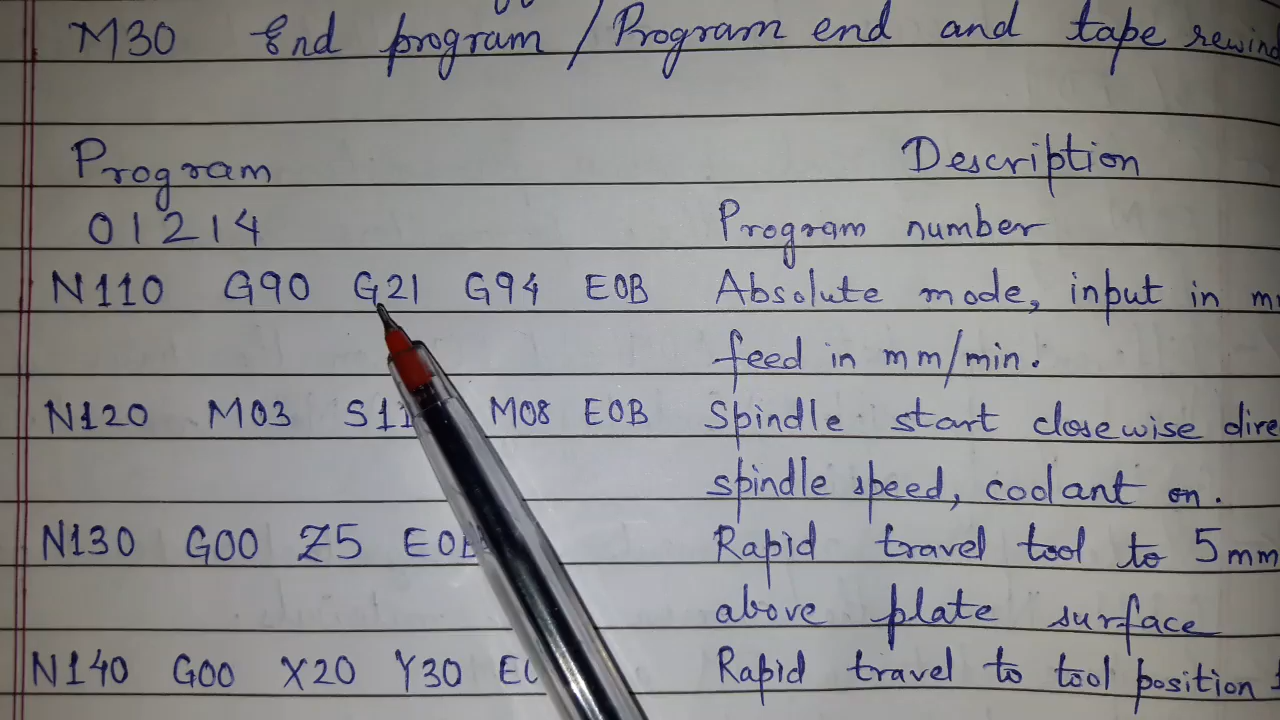 M30 End program / Program end and tape rewind
Program Description
01214 Program number
N110 G90 G21 G94 EOB Absolute mode, input in
feed in mm/min.
N120 M03 M08 EOB Spindle start closewise
spindle speed, coolant on.
N130 G00 Z5 Rapid travel tool to 5mm
above plate surface
N140 G00 X20 Y30 Rapid travel to tool position